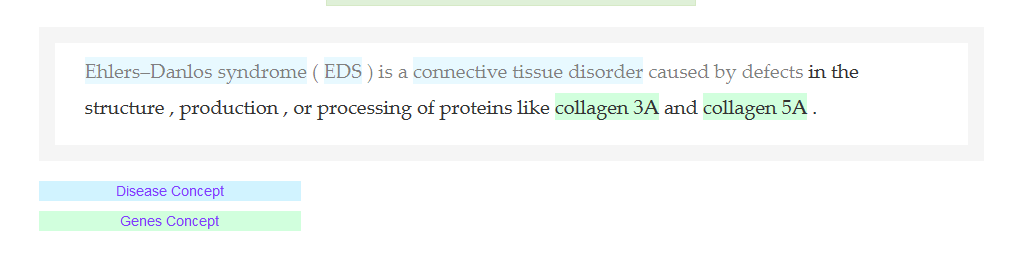 Ehlers–Danlos syndrome ( EDS ) is a connective tissue disorder caused by defects in the
structure , production , or processing of proteins like collagen 3A and collagen 5A .
Disease Concept
Genes Concept